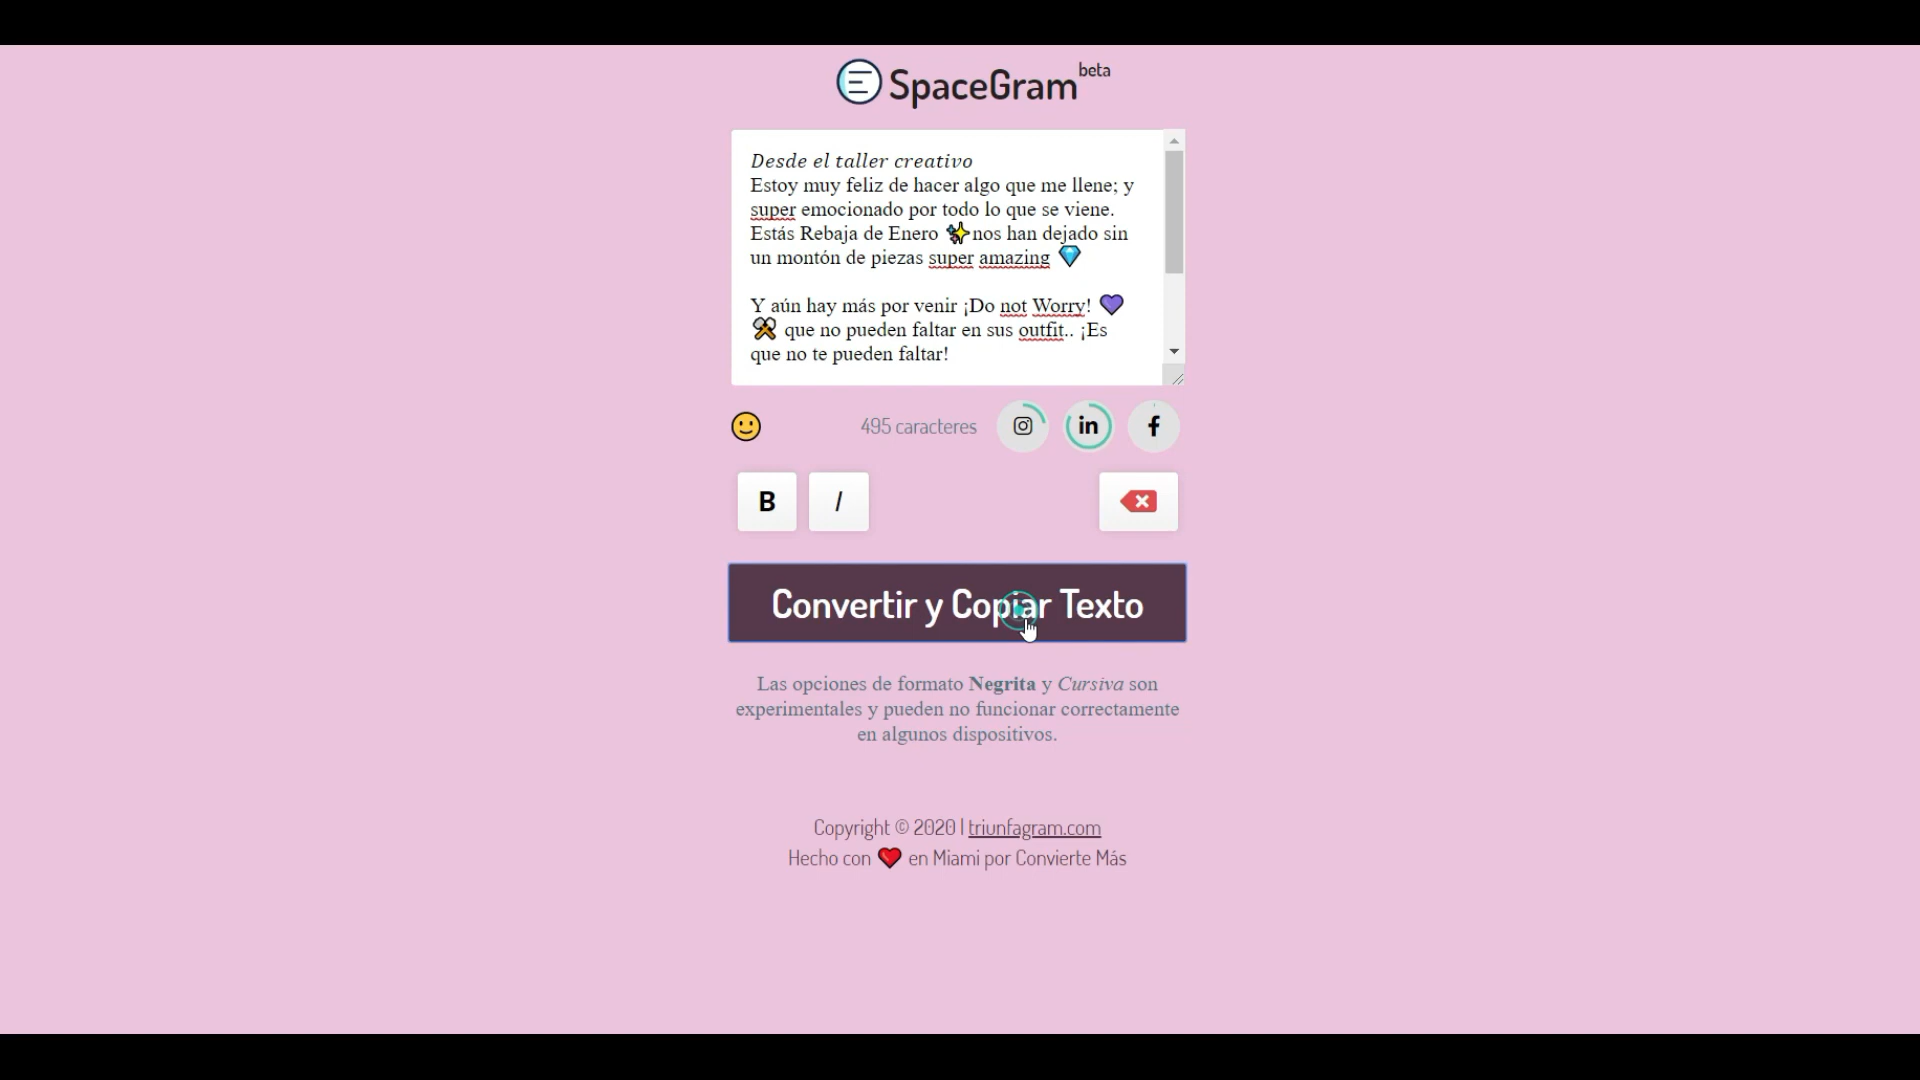 SpaceGram beta
Desde el taller creativo
Estoy muy feliz de hacer algo que me llene; y
super emocionado por todo lo que se viene.
Estás Rebaja de Enero ✨nos han dejado sin
un montón de piezas super amazing 💎
Y aún hay más por venir ¡Do not Worry! 💜
⚒ que no pueden faltar en sus outfit.. ¡Es
que no te pueden faltar!
495 caracteres
in
f
B
I
Convertir y Copiar Texto
Las opciones de formato Negrita y Cursiva son
experimentales y pueden no funcionar correctamente
en algunos dispositivos.
Copyright © 2020 | triunfagram.com
Hecho con ❤ en Miami por Convierte Más